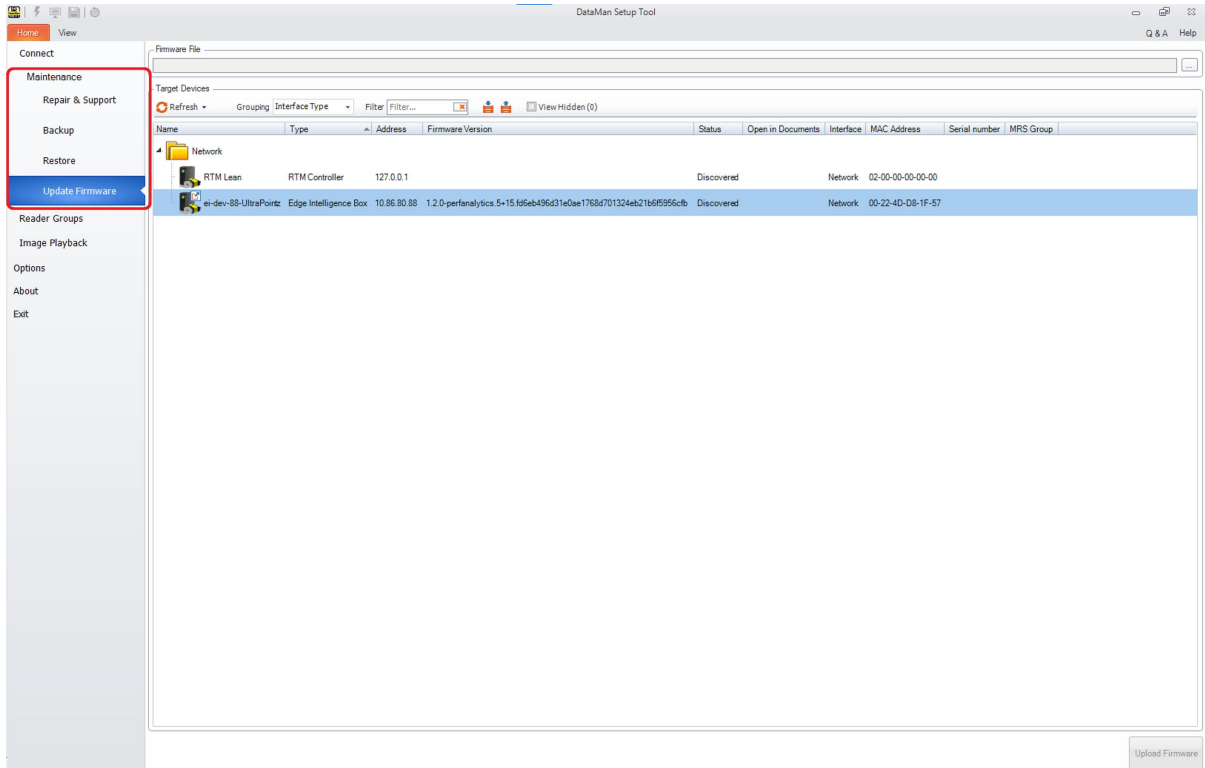 DataMan Setup Tool
Home View Q & A Help
Connect
Maintenance
Repair & Support
Backup
Restore
Update Firmware
Reader Groups
Image Playback
Options
About
Exit
Firmware File
...
Target Devices
Refresh Grouping Interface Type Filter Filter... View Hidden (0)
Name Type Address Firmware Version Status Open in Documents Interface MAC Address Serial number MRS Group
Network
RTM Lean RTM Controller 127.0.0.1 Discovered Network 02-00-00-00-00-00
ei-dev-88-UltraPointz Edge Intelligence Box 10.86.80.88 1.2.0-perfanalytics.5+15.fd6eb496d31e0ae1768d701324eb21b6f5956cfb Discovered Network 00-22-4D-D8-1F-57
Upload Firmware